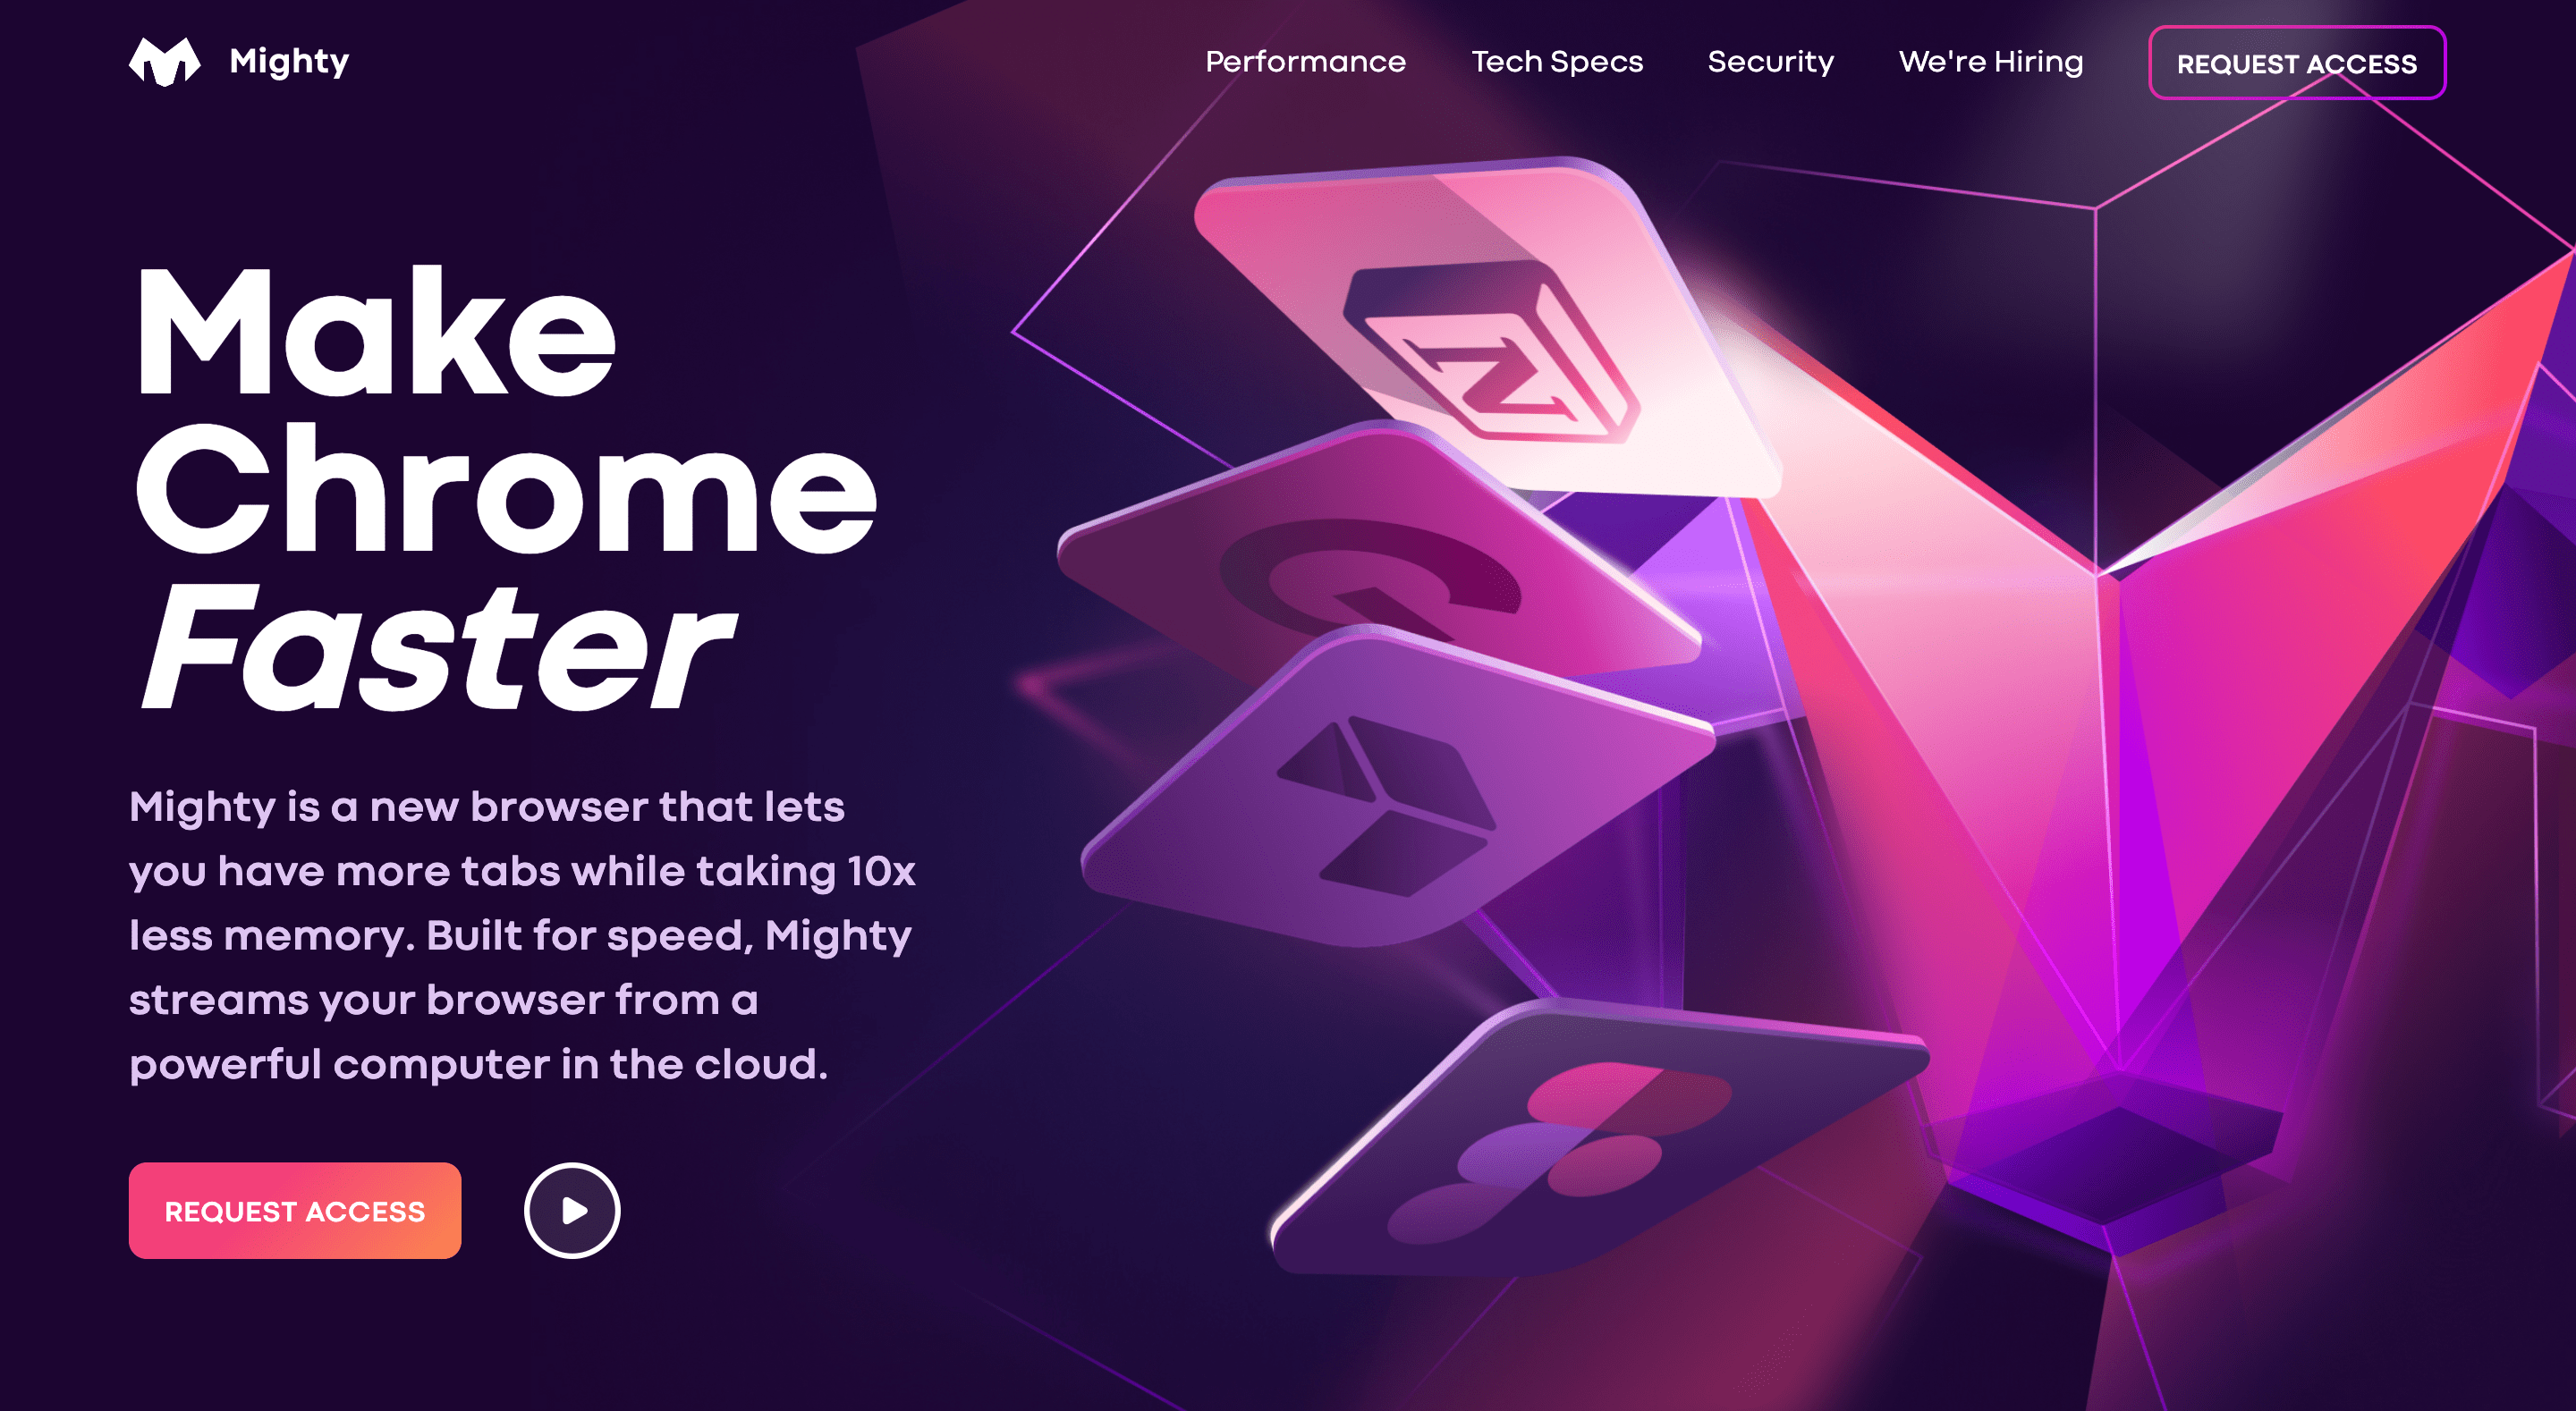 Mighty
Performance
Tech Specs
Security
We're Hiring
REQUEST ACCESS
Make
Chrome
Faster
Mighty is a new browser that lets
you have more tabs while taking 10x
less memory. Built for speed, Mighty
streams your browser from a
powerful computer in the cloud.
REQUEST ACCESS
N
G